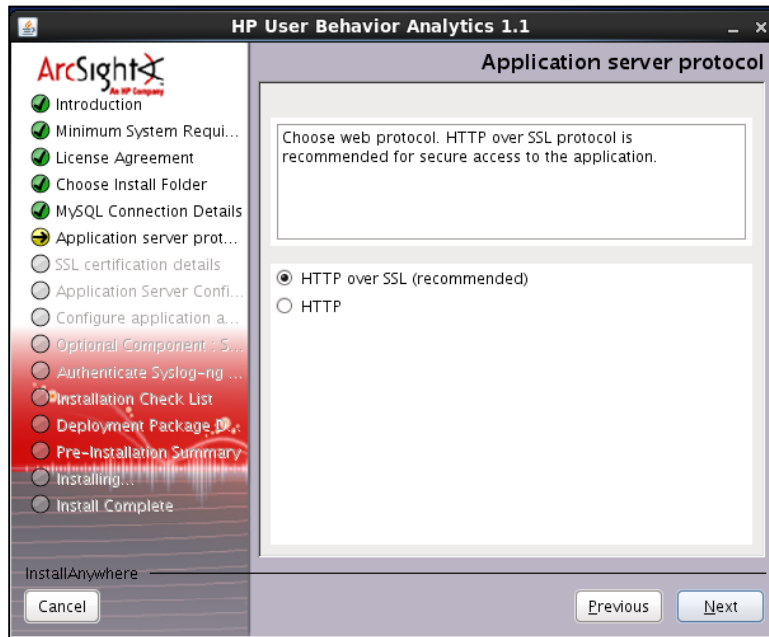 HP User Behavior Analytics 1.1
ArcSight
An HP Company
Application server protocol
Introduction
Minimum System Requi...
License Agreement
Choose Install Folder
MySQL Connection Details
Application server prot...
SSL certification details
Application Server Confi...
Configure application a...
Optional Component : S...
Authenticate Syslog-ng ...
Installation Check List
Deployment Package D...
Pre-Installation Summary
Installing...
Install Complete
Choose web protocol. HTTP over SSL protocol is
recommended for secure access to the application.
HTTP over SSL (recommended)
HTTP
InstallAnywhere
Cancel
Previous
Next